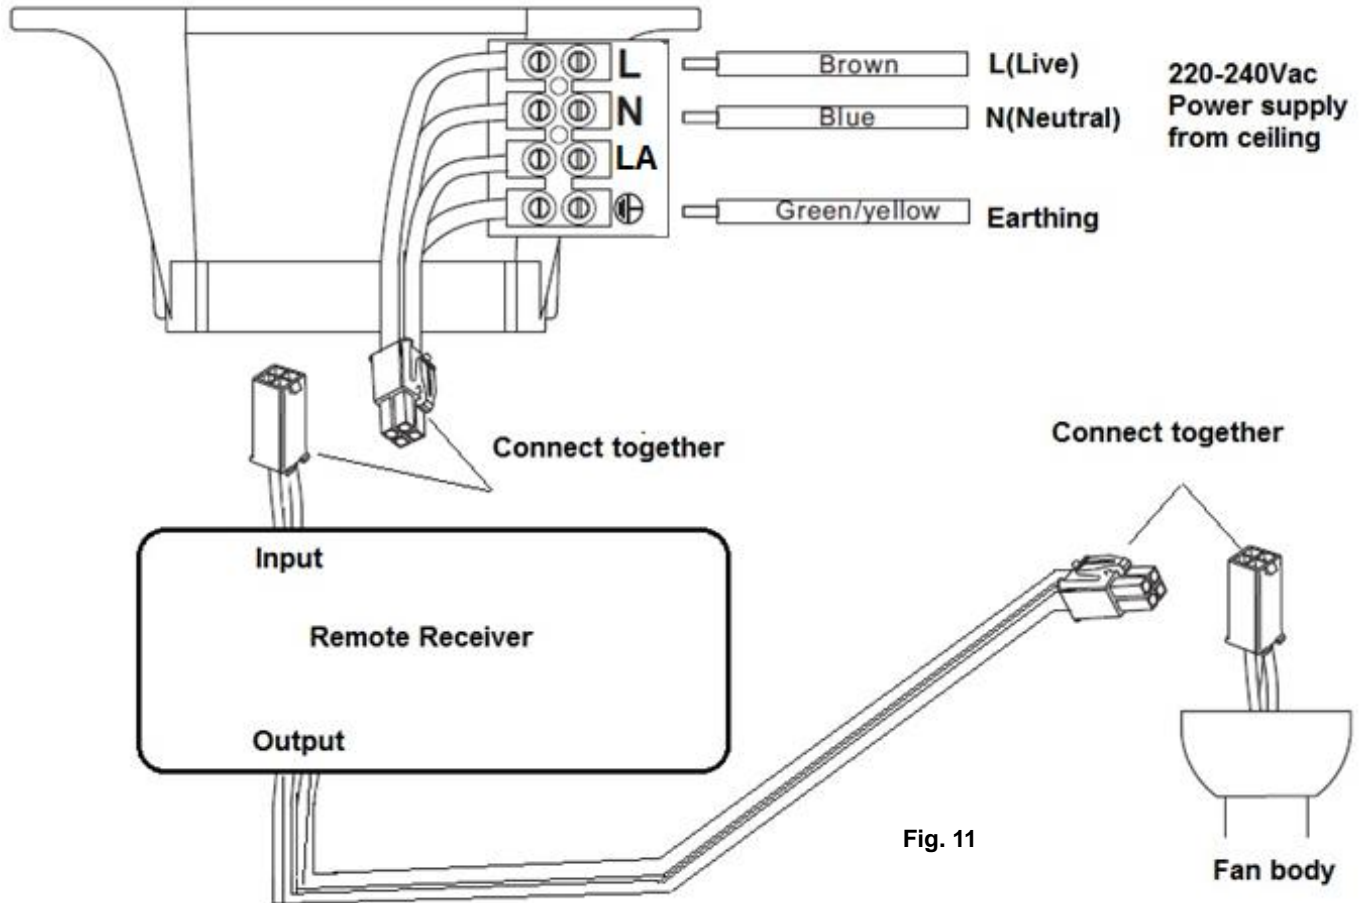 L
Brown
L(Live)
220-240Vac
Power supply
from ceiling
N
Blue
N(Neutral)
LA
Green/yellow
Earthing
Connect together
Connect together
Input
Remote Receiver
Output
Fig. 11
Fan body